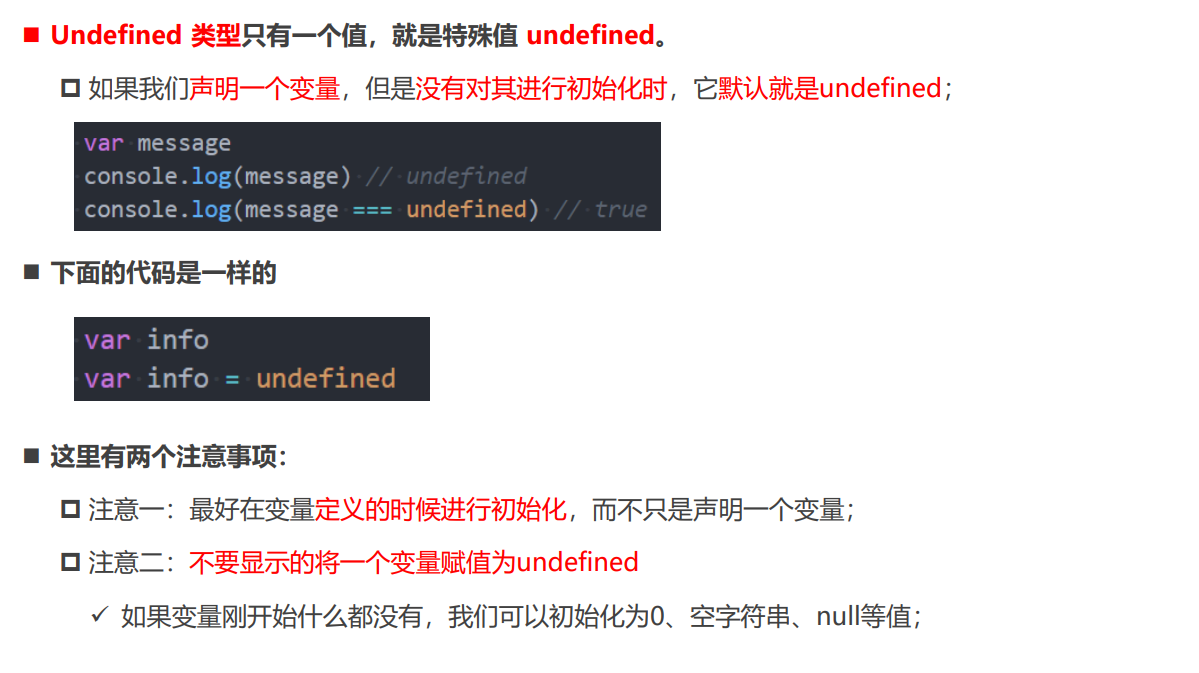 Undefined 类型只有一个值，就是特殊值 undefined。
如果我们声明一个变量，但是没有对其进行初始化时，它默认就是undefined；
var message
console.log(message) // undefined
console.log(message === undefined) // true
下面的代码是一样的
var info
var info = undefined
这里有两个注意事项：
注意一：最好在变量定义的时候进行初始化，而不只是声明一个变量；
注意二：不要显示的将一个变量赋值为undefined
✓ 如果变量刚开始什么都没有，我们可以初始化为0、空字符串、null等值；